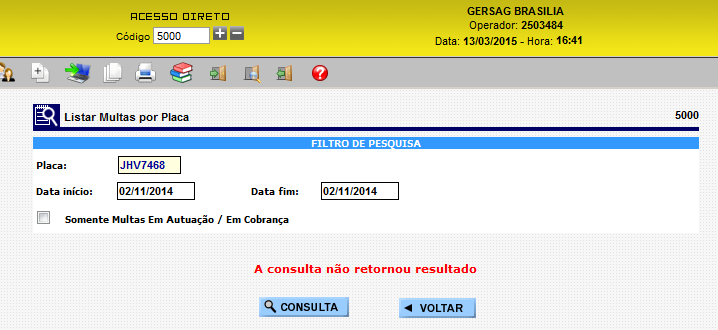 ACESSO DIRETO
Código 5000
GERSAG BRASILIA
Operador: 2503484
Data: 13/03/2015 - Hora: 16:41
Listar Multas por Placa 5000
FILTRO DE PESQUISA
Placa: JHV7468
Data início: 02/11/2014 Data fim: 02/11/2014
Somente Multas Em Autuação / Em Cobrança
A consulta não retornou resultado
CONSULTA VOLTAR